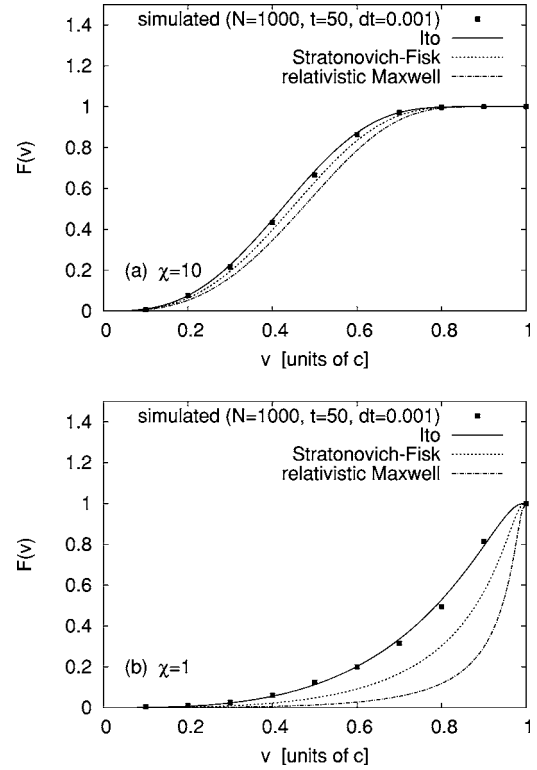 simulated (N=1000, t=50, dt=0.001)
Ito
Stratonovich-Fisk
relativistic Maxwell
1.4
1.2
1
0.8
0.6
0.4
0.2
0
F(v)
(a) χ=10
0 0.2 0.4 0.6 0.8 1
v [units of c]
simulated (N=1000, t=50, dt=0.001)
Ito
Stratonovich-Fisk
relativistic Maxwell
1.4
1.2
1
0.8
0.6
0.4
0.2
0
F(v)
(b) χ=1
0 0.2 0.4 0.6 0.8 1
v [units of c]